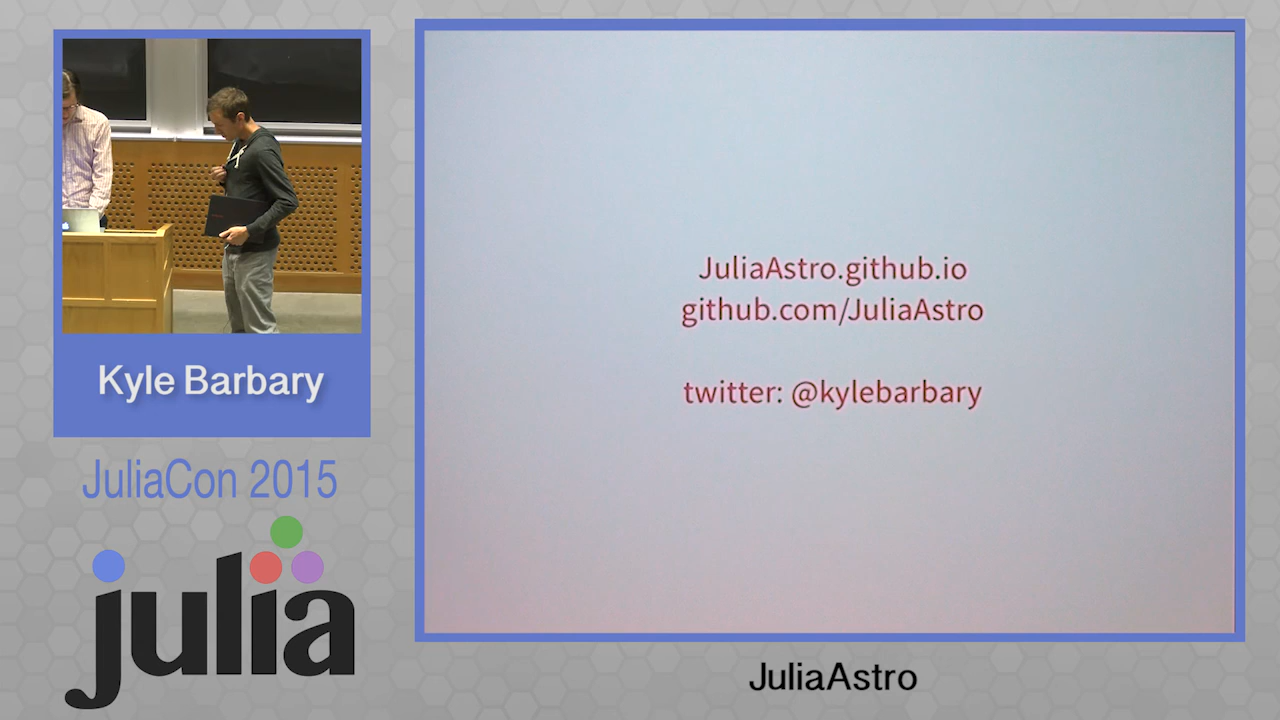 Kyle Barbary
JuliaCon 2015
julia
JuliaAstro.github.io
github.com/JuliaAstro
twitter: @kylebarbary
JuliaAstro